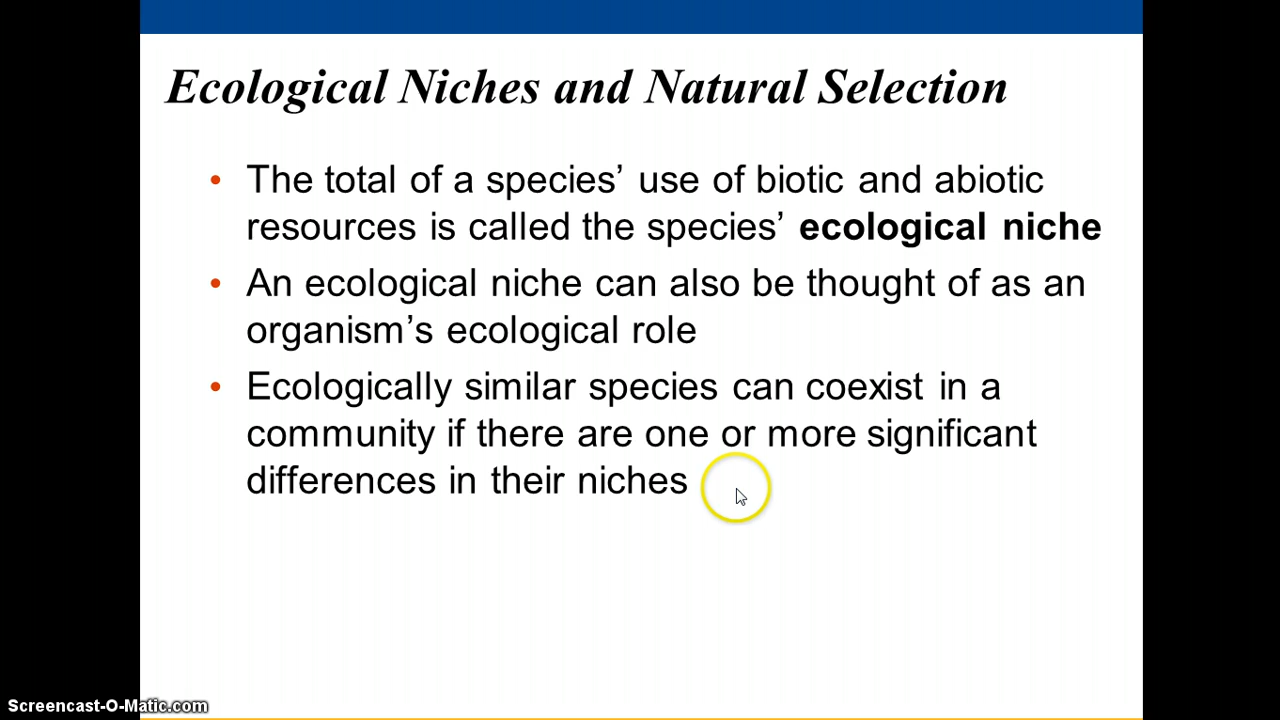 Ecological Niches and Natural Selection
• The total of a species’ use of biotic and abiotic
resources is called the species’ ecological niche
• An ecological niche can also be thought of as an
organism’s ecological role
• Ecologically similar species can coexist in a
community if there are one or more significant
differences in their niches
Screencast-O-Matic.com